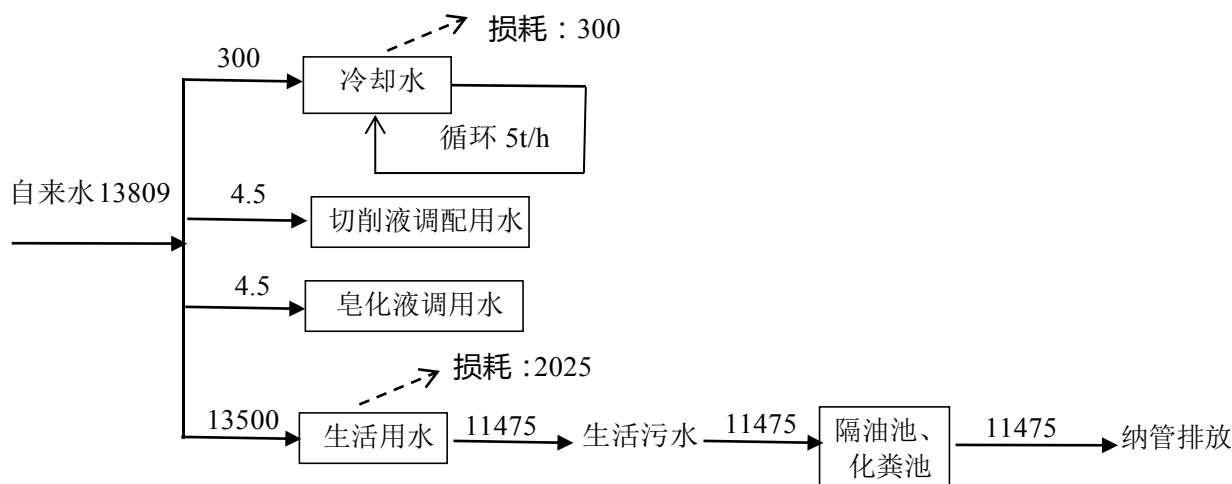 损耗：300
300
冷却水
循环 5t/h
自来水13809
4.5
切削液调配用水
4.5
皂化液调用水
损耗：2025
13500
生活用水
11475
生活污水
11475
隔油池、
化粪池
11475
纳管排放